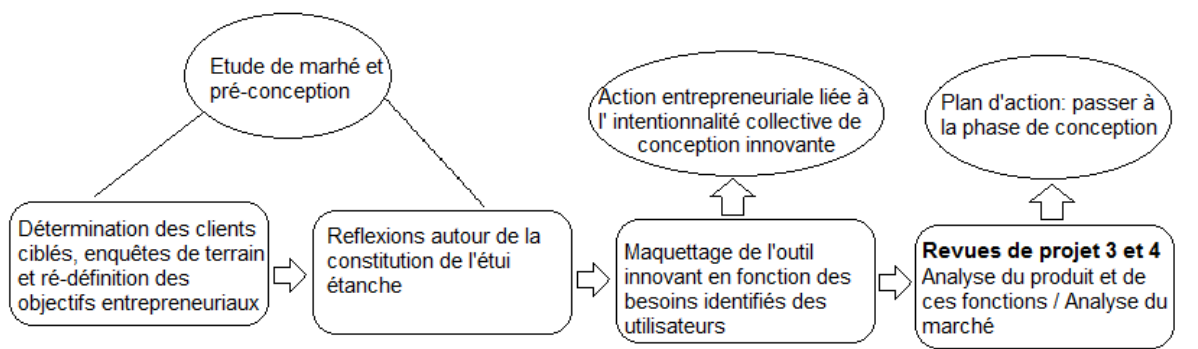 Etude de marhé et
pré-conception
Action entrepreneuriale liée à
l' intentionnalité collective de
conception innovante
Plan d'action: passer à
la phase de conception
Détermination des clients
ciblés, enquêtes de terrain
et ré-définition des
objectifs entrepreneuriaux
Reflexions autour de la
constitution de l'étui
étanche
Maquettage de l'outil
innovant en fonction des
besoins identifiés des
utilisateurs
Revues de projet 3 et 4
Analyse du produit et de
ces fonctions / Analyse du
marché